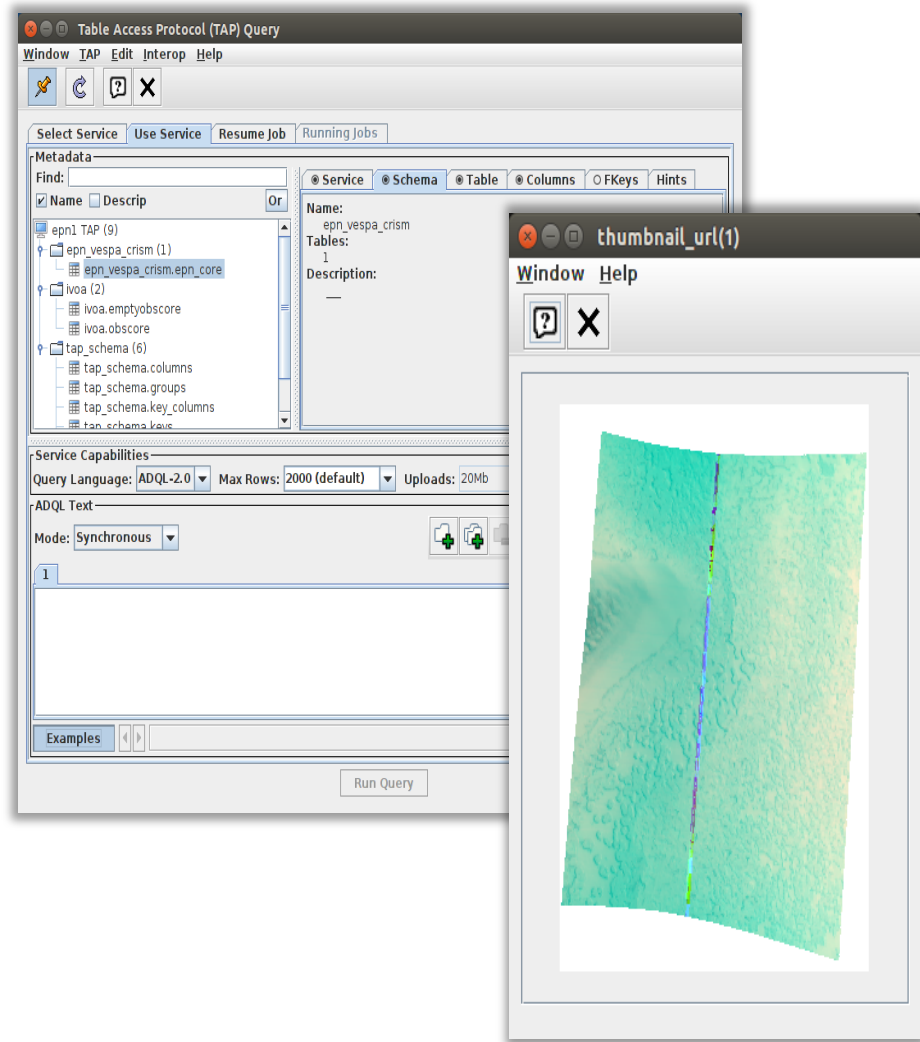 Table Access Protocol (TAP) Query
Window TAP Edit Interop Help
Select Service Use Service Resume Job Running Jobs
Metadata
Find:
Name Descrip Or
epn1 TAP (9)
epn_vespa_crism (1)
epn_vespa_crism.epn_core
ivoa (2)
ivoa.emptyobscore
ivoa.obscore
tap_schema (6)
tap_schema.columns
tap_schema.groups
tap_schema.key_columns
tap_schema.keys
Service Schema Table Columns FKeys Hints
Name:
epn_vespa_crism
Tables:
1
Description:
Service Capabilities
Query Language: ADQL-2.0 Max Rows: 2000 (default) Uploads: 20Mb
ADQL Text
Mode: Synchronous
1
Examples
Run Query
thumbnail_url(1)
Window Help